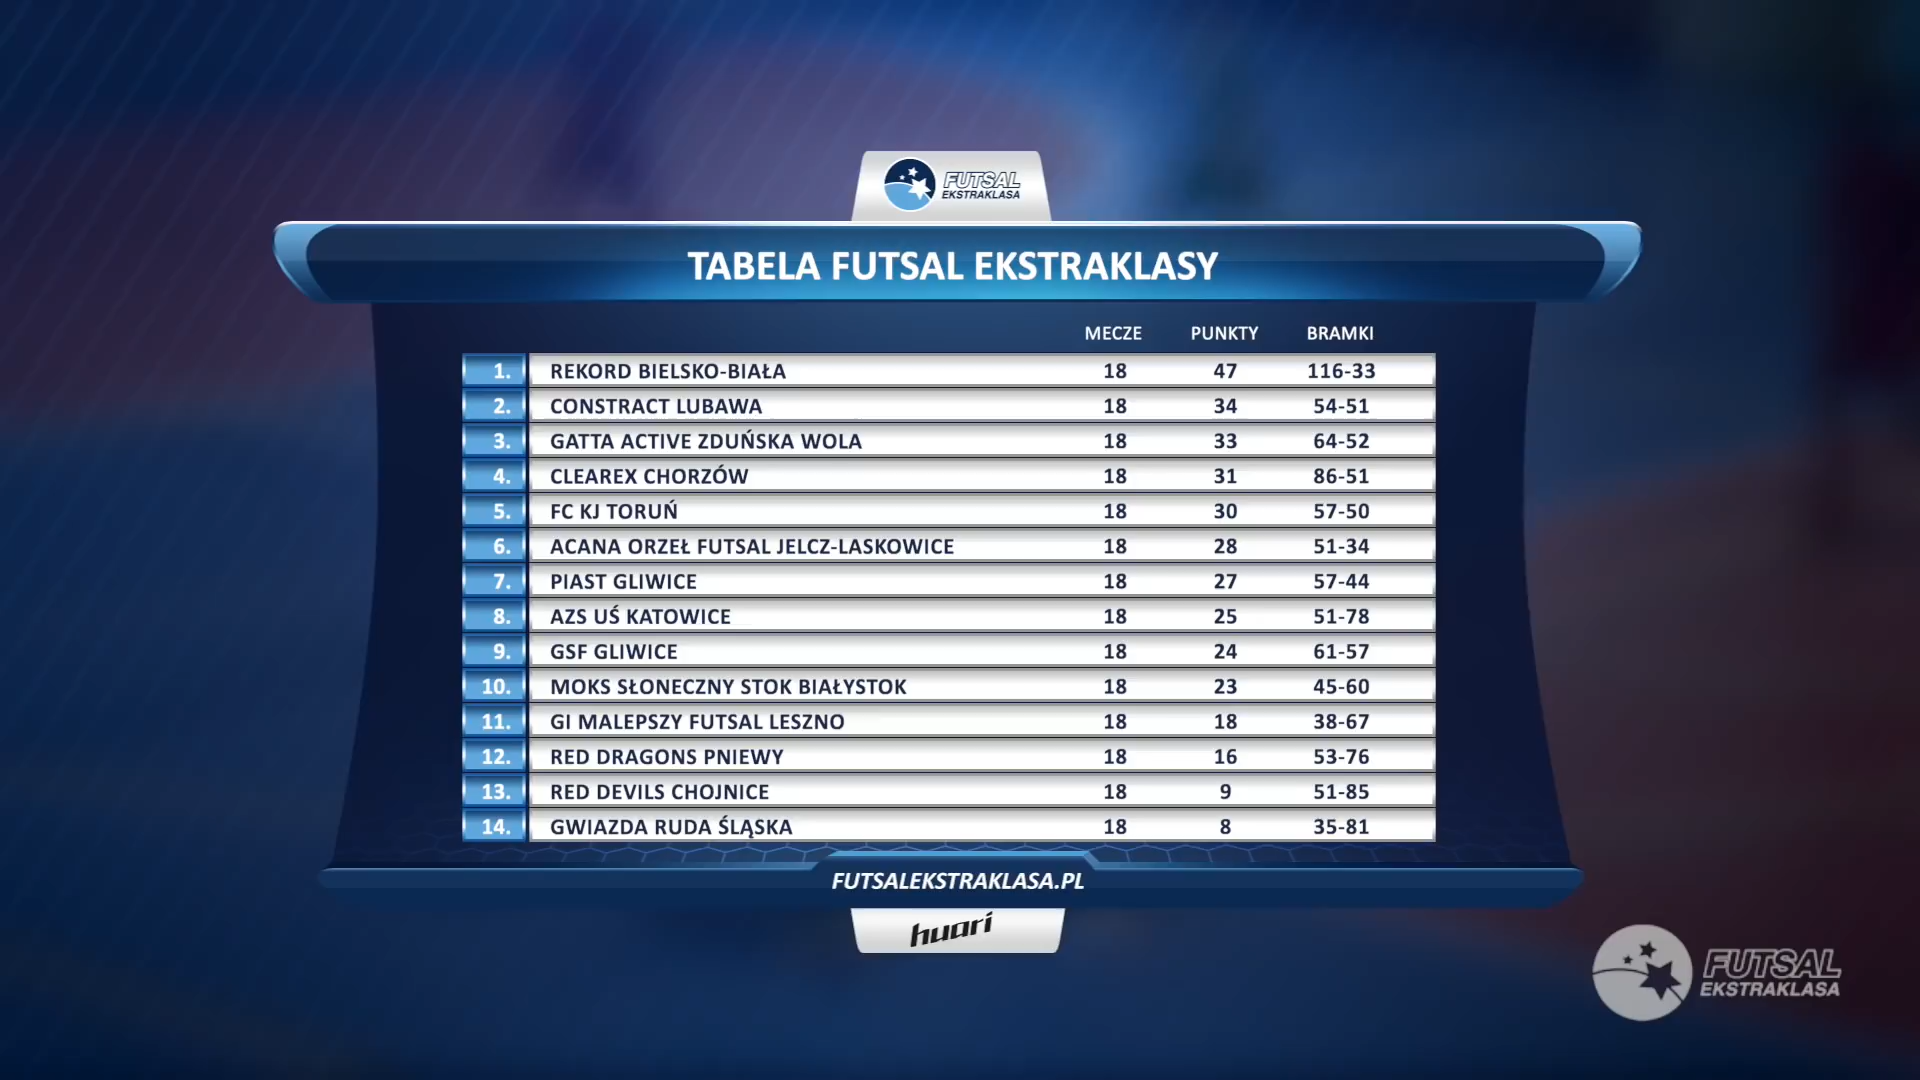 FUTSAL
EKSTRAKLASA
TABELA FUTSAL EKSTRAKLASY
MECZE PUNKTY BRAMKI
1. REKORD BIELSKO-BIAŁA 18 47 116-33
2. CONSTRACT LUBAWA 18 34 54-51
3. GATTA ACTIVE ZDUŃSKA WOLA 18 33 64-52
4. CLEAREX CHORZÓW 18 31 86-51
5. FC KJ TORUŃ 18 30 57-50
6. ACANA ORZEŁ FUTSAL JELCZ-LASKOWICE 18 28 51-34
7. PIAST GLIWICE 18 27 57-44
8. AZS UŚ KATOWICE 18 25 51-78
9. GSF GLIWICE 18 24 61-57
10. MOKS SŁONECZNY STOK BIAŁYSTOK 18 23 45-60
11. GI MALEPSZY FUTSAL LESZNO 18 18 38-67
12. RED DRAGONS PNIEWY 18 16 53-76
13. RED DEVILS CHOJNICE 18 9 51-85
14. GWIAZDA RUDA ŚLĄSKA 18 8 35-81
FUTSALEKSTRAKLASA.PL
huari
FUTSAL
EKSTRAKLASA